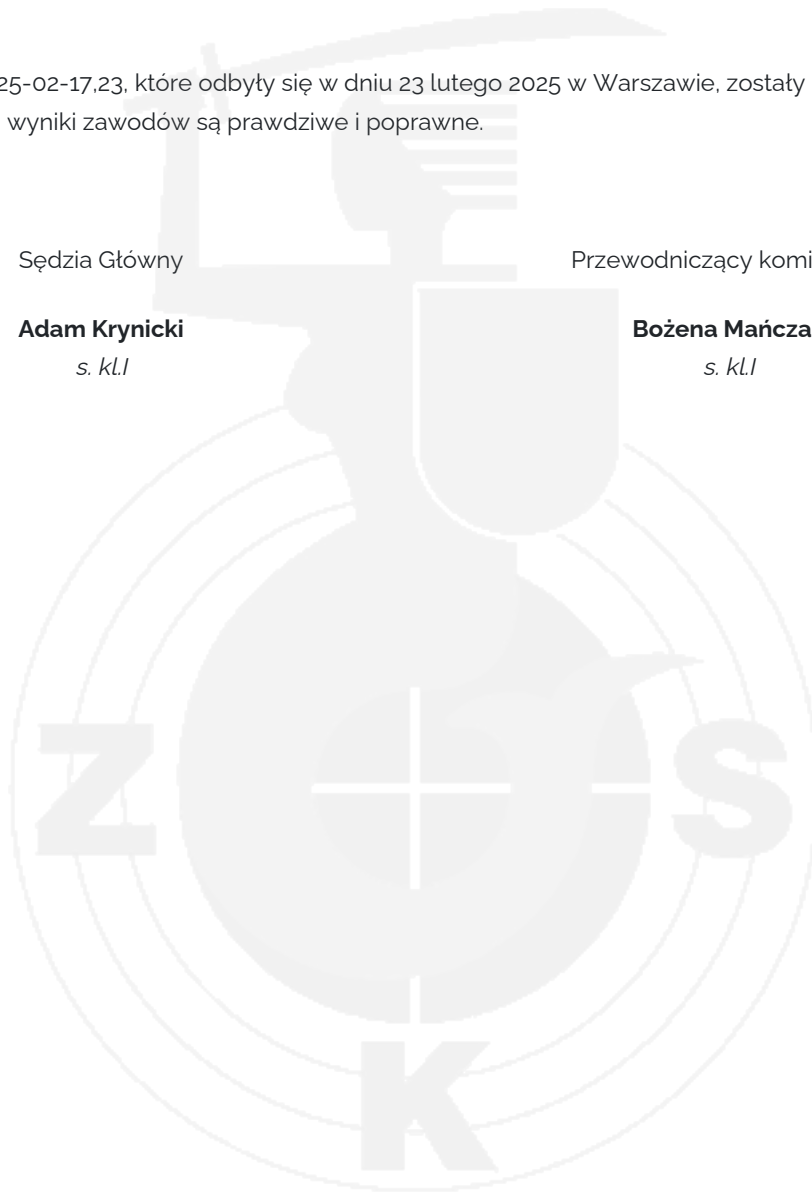 25-02-17,23, które odbyły się w dniu 23 lutego 2025 w Warszawie, zostały
wyniki zawodów są prawdziwe i poprawne.
Sędzia Główny
Przewodniczący komi
Adam Krynicki
Bożena Mańcza
s. kl.I
s. kl.I
Z
S
K